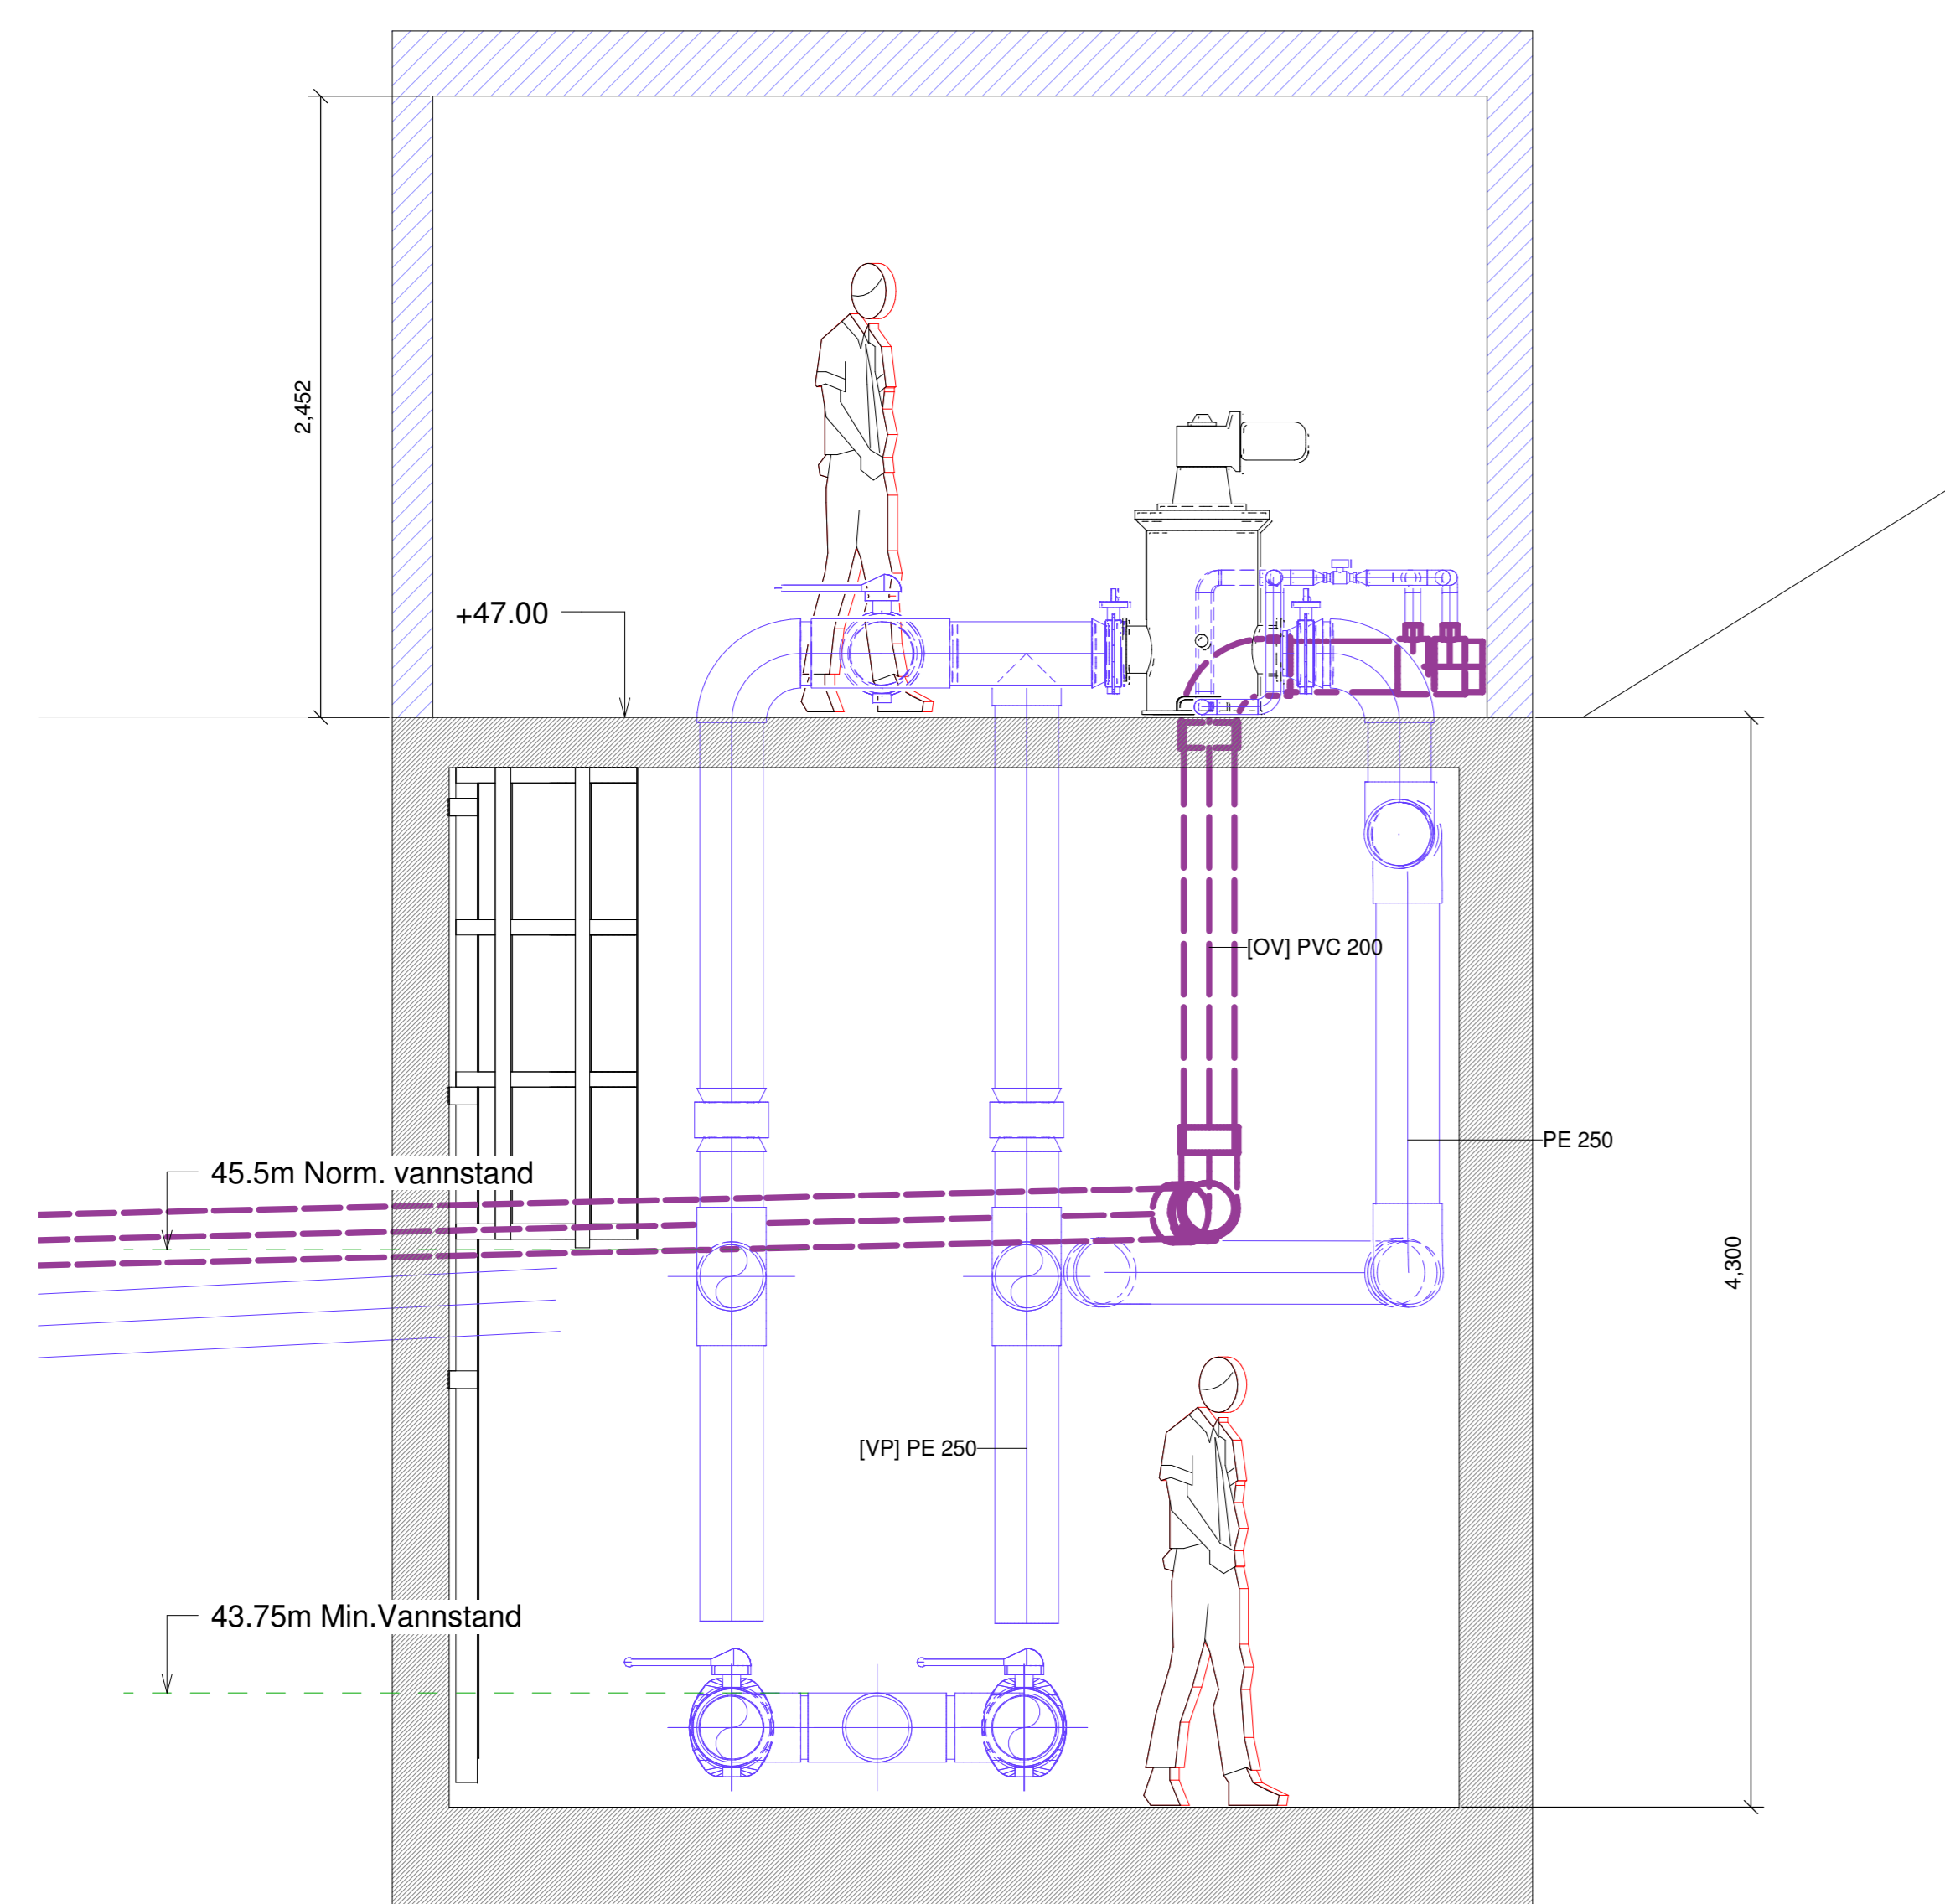 2,452
+47.00
[OV] PVC 200
PE 250
45.5m Norm. vannstand
4,300
[VP] PE 250
43.75m Min.Vannstand